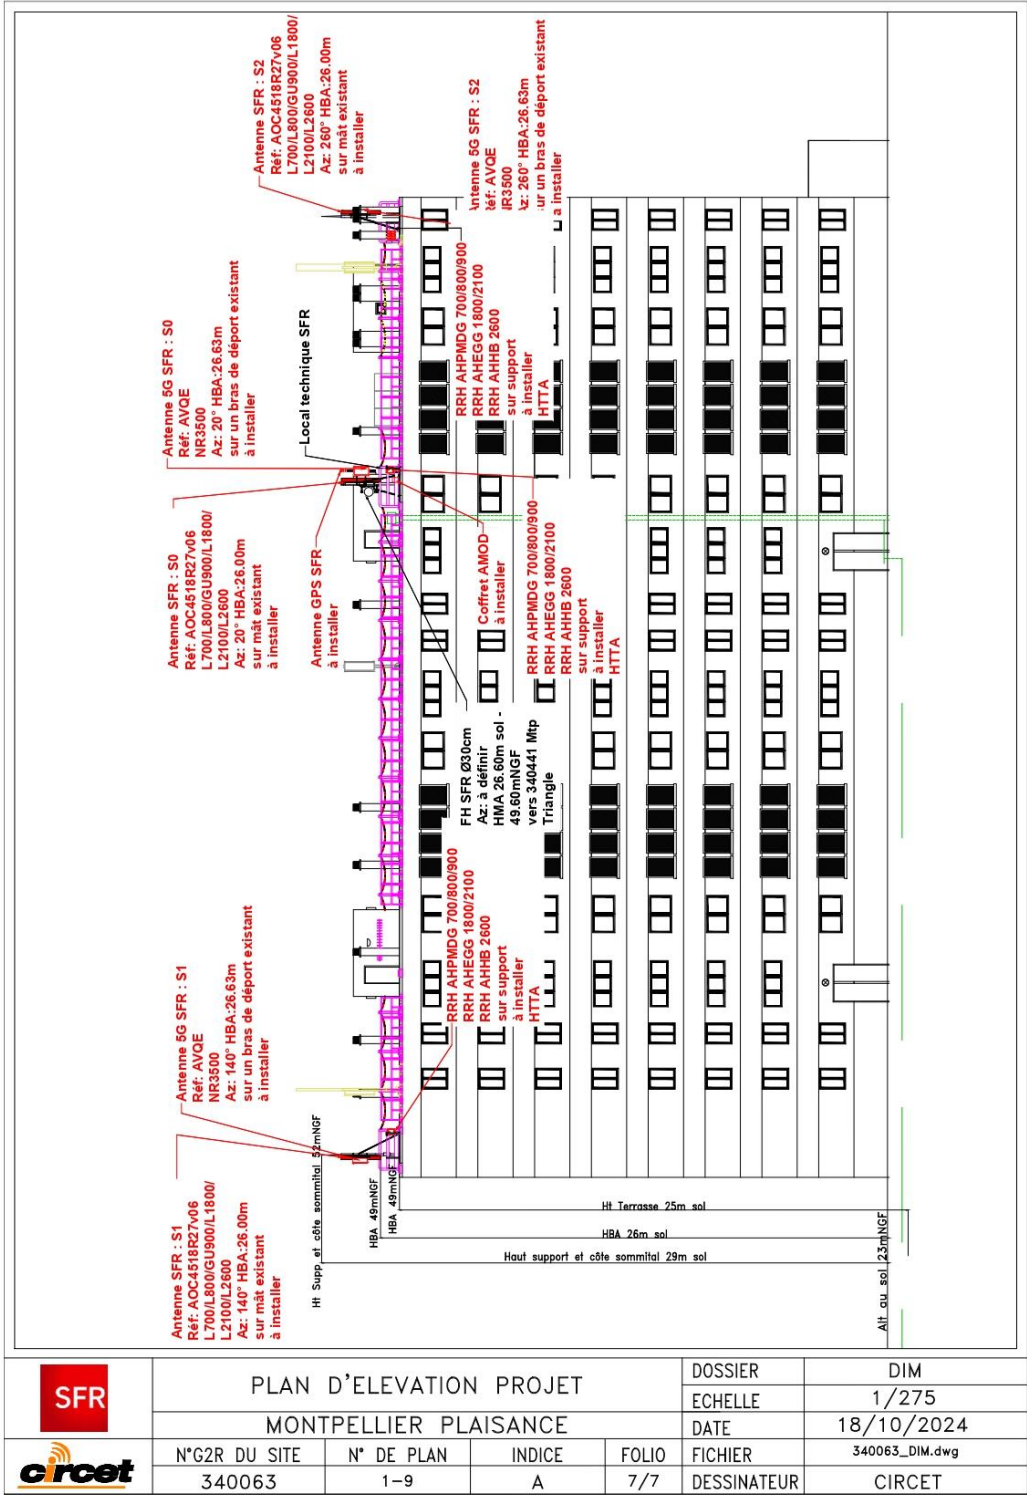 Antenne SFR : S1
Réf: AOC4518R27v06
L700/L800/GU900/L1800/
L2100/L2600
Az: 140° HBA:26.00m
sur mât existant
à installer
Antenne 5G SFR : S1
Réf: AVQE
NR3500
Az: 140° HBA:26.63m
sur un bras de déport existant
à installer
Antenne SFR : S0
Réf: AOC4518R27v06
L700/L800/GU900/L1800/
L2100/L2600
Az: 20° HBA:26.00m
sur mât existant
à installer
Antenne 5G SFR : S0
Réf: AVQE
NR3500
Az: 20° HBA:26.63m
sur un bras de déport existant
à installer
Antenne GPS SFR
à installer
Local technique SFR
Antenne SFR : S2
Réf: AOC4518R27v06
L700/L800/GU900/L1800/
L2100/L2600
Az: 260° HBA:26.00m
sur mât existant
à installer
ntenne 5G SFR : S2
éf: AVQE
R3500
z: 260° HBA:26.63m
ur un bras de déport existant
à installer
RRH AHPMDG 700/800/900
RRH AHEGG 1800/2100
RRH AHHB 2600
sur support
à installer
HTTA
FH SFR Ø30cm
Az: à définir
HMA 26.60m sol -
49.60mNGF
vers 340441 Mtp
Triangle
Coffret AMOD
à installer
RRH AHPMDG 700/800/900
RRH AHEGG 1800/2100
RRH AHHB 2600
sur support
à installer
HTTA
RRH AHPMDG 700/800/900
RRH AHEGG 1800/2100
RRH AHHB 2600
sur support
à installer
HTTA
Ht Supp et côte sommital 52mNGF
HBA 49mNGF
HBA 49mNGF
Ht Terrasse 25m sol
HBA 26m sol
Haut support et côte sommital 29m sol
Alt au sol 23mNGF
SFR
circet
PLAN D'ELEVATION PROJET
MONTPELLIER PLAISANCE
N°G2R DU SITE
N° DE PLAN
INDICE
FOLIO
340063
1-9
A
7/7
DOSSIER
DIM
ECHELLE
1/275
DATE
18/10/2024
FICHIER
340063_DIM.dwg
DESSINATEUR
CIRCET